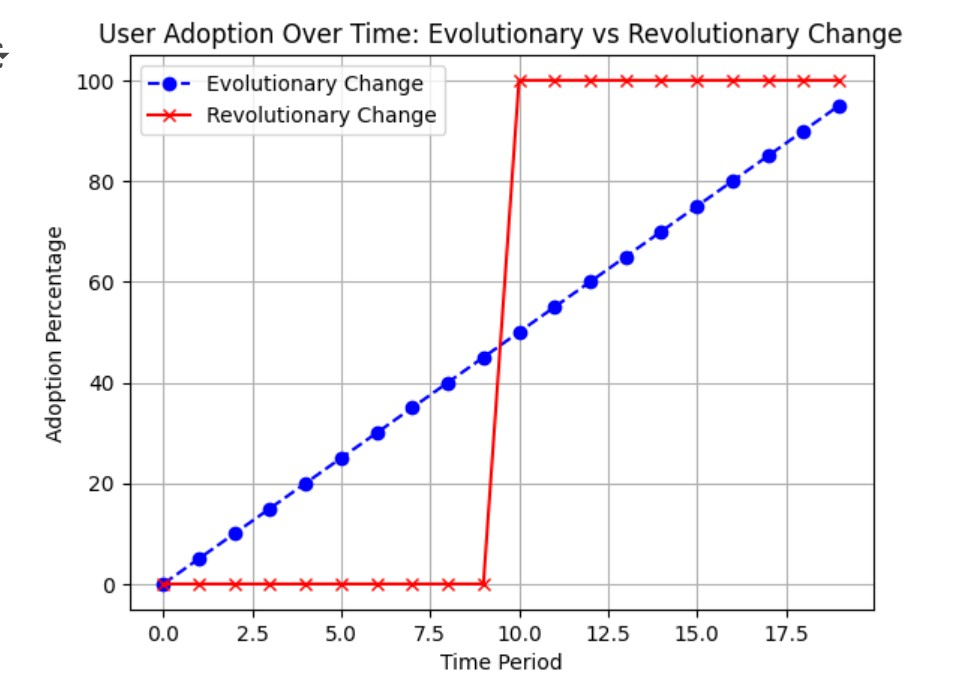 User Adoption Over Time: Evolutionary vs Revolutionary Change
Evolutionary Change
Revolutionary Change
100
80
60
40
20
0
Adoption Percentage
0.0 2.5 5.0 7.5 10.0 12.5 15.0 17.5
Time Period